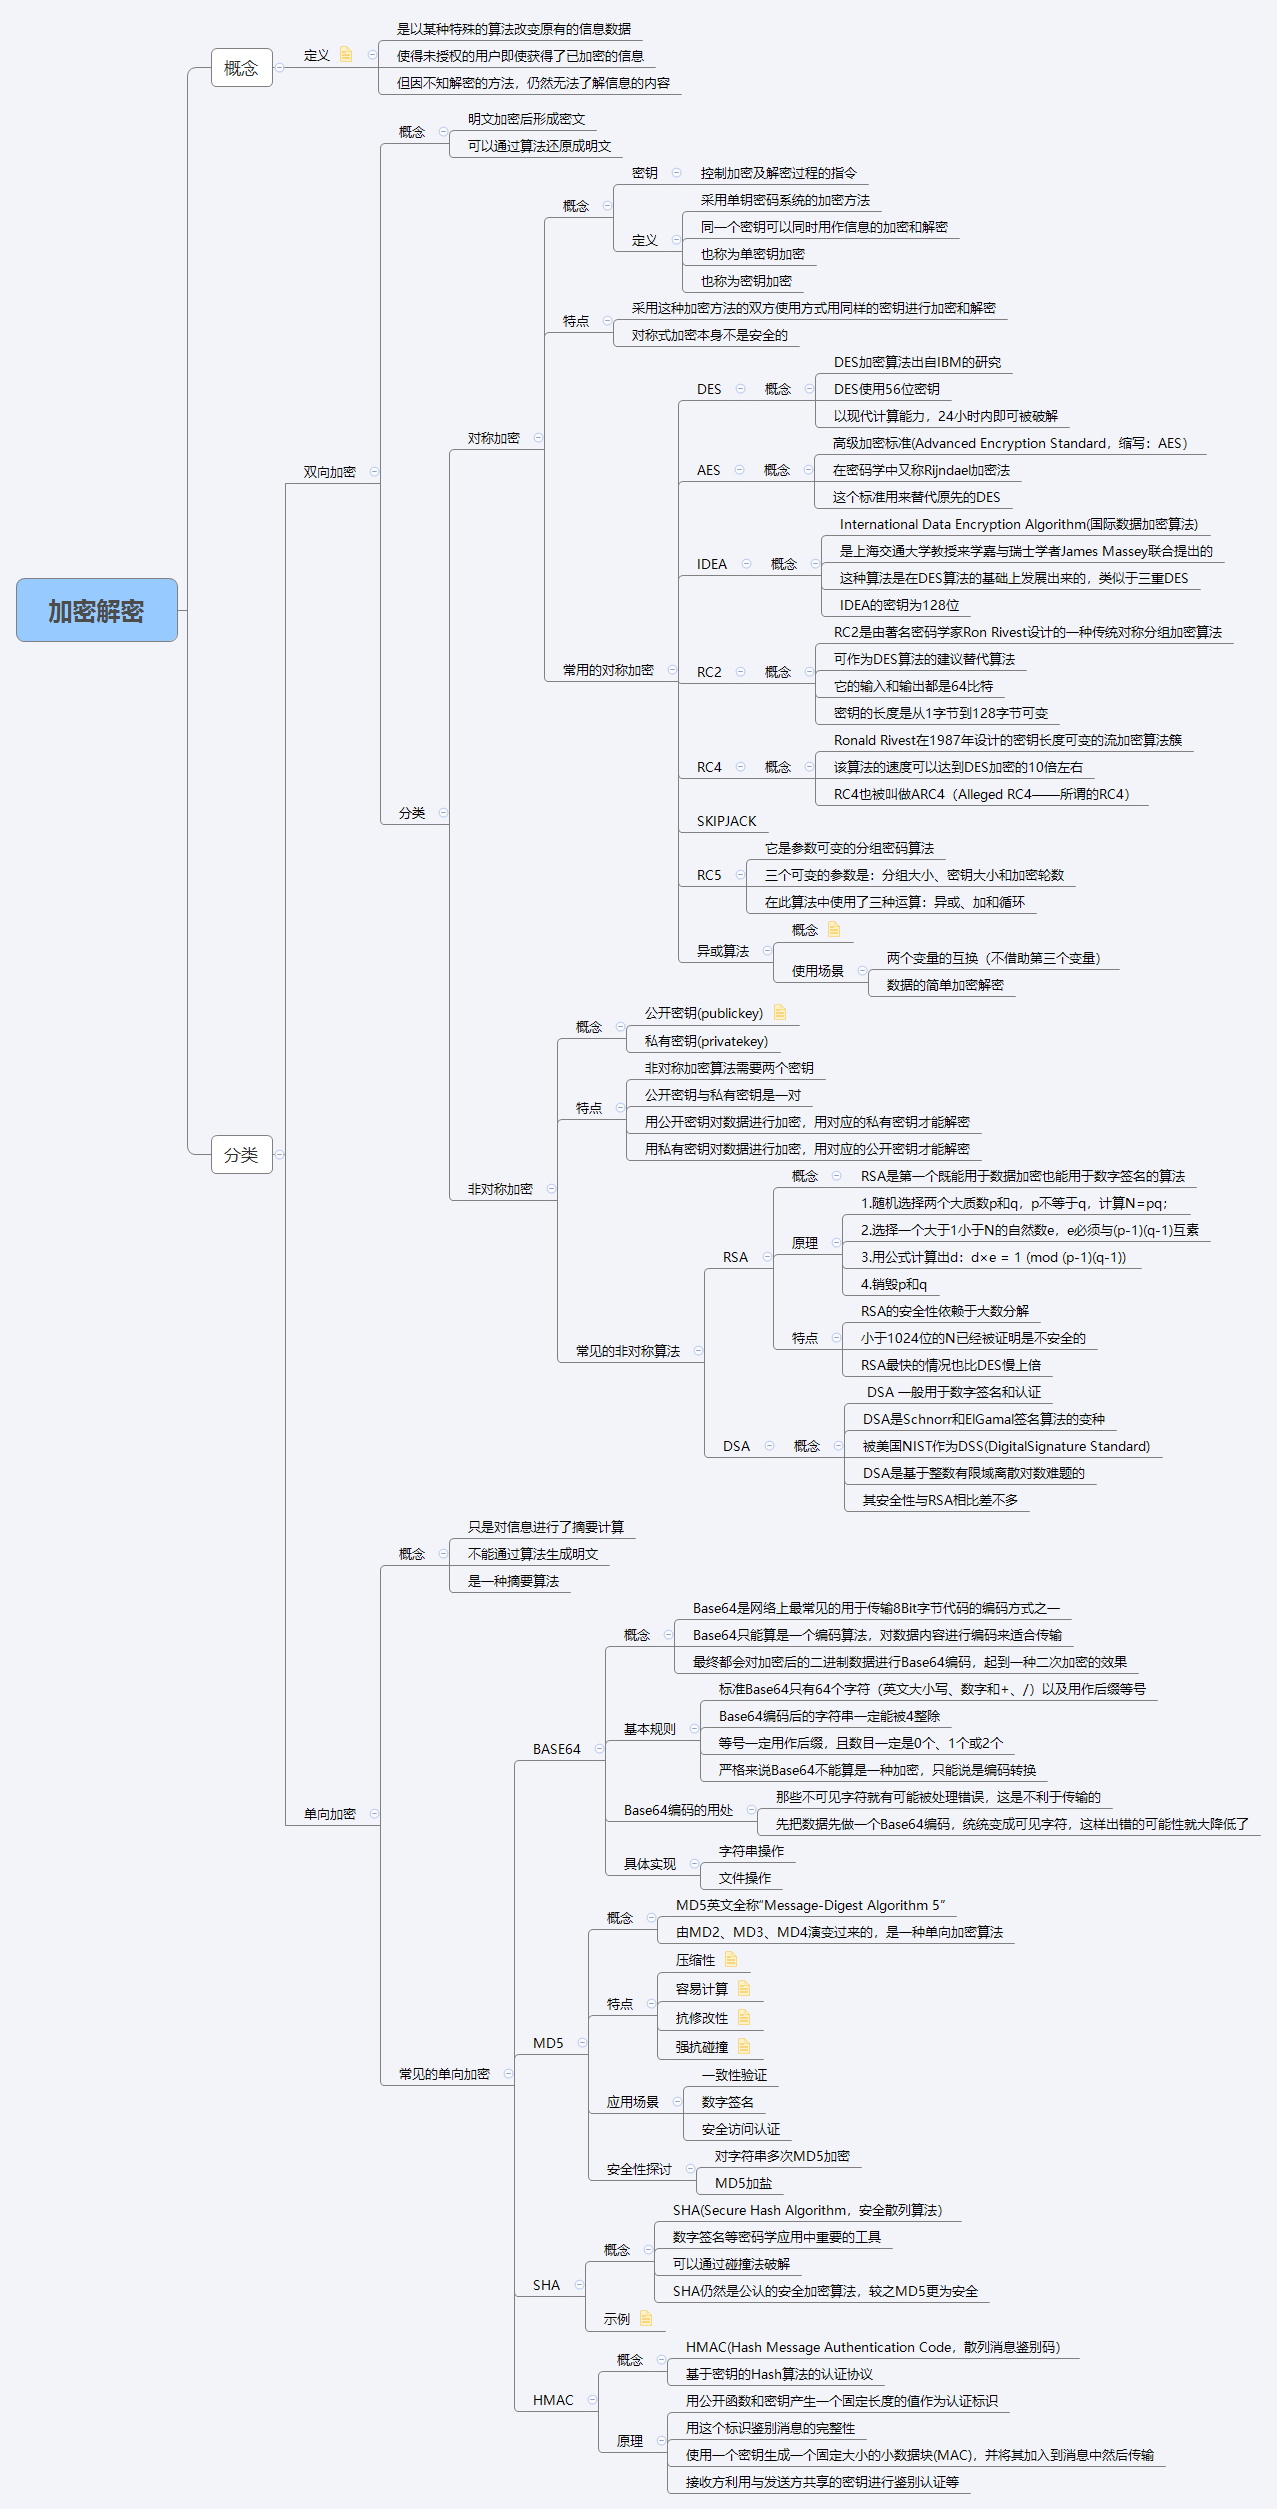 加密解密
概念
定义
是以某种特殊的算法改变原有的信息数据
使得未授权的用户即使获得了已加密的信息
但因不知解密的方法，仍然无法了解信息的内容
分类
双向加密
概念
明文加密后形成密文
可以通过算法还原成明文
分类
对称加密
概念
密钥
控制加密及解密过程的指令
定义
采用单钥密码系统的加密方法
同一个密钥可以同时用作信息的加密和解密
也称为单密钥加密
也称为密钥加密
特点
采用这种加密方法的双方使用方式用同样的密钥进行加密和解密
对称式加密本身不是安全的
常用的对称加密
DES
概念
DES加密算法出自IBM的研究
DES使用56位密钥
以现代计算能力，24小时内即可被破解
AES
概念
高级加密标准(Advanced Encryption Standard，缩写：AES）
在密码学中又称Rijndael加密法
这个标准用来替代原先的DES
IDEA
概念
International Data Encryption Algorithm(国际数据加密算法)
是上海交通大学教授来学嘉与瑞士学者James Massey联合提出的
这种算法是在DES算法的基础上发展出来的，类似于三重DES
IDEA的密钥为128位
RC2
概念
RC2是由著名密码学家Ron Rivest设计的一种传统对称分组加密算法
可作为DES算法的建议替代算法
它的输入和输出都是64比特
密钥的长度是从1字节到128字节可变
RC4
概念
Ronald Rivest在1987年设计的密钥长度可变的流加密算法簇
该算法的速度可以达到DES加密的10倍左右
RC4也被叫做ARC4（Alleged RC4——所谓的RC4）
SKIPJACK
RC5
它是参数可变的分组密码算法
三个可变的参数是：分组大小、密钥大小和加密轮数
在此算法中使用了三种运算：异或、加和循环
异或算法
概念
使用场景
两个变量的互换（不借助第三个变量）
数据的简单加密解密
非对称加密
概念
公开密钥(publickey)
私有密钥(privatekey)
特点
非对称加密算法需要两个密钥
公开密钥与私有密钥是一对
用公开密钥对数据进行加密，用对应的私有密钥才能解密
用私有密钥对数据进行加密，用对应的公开密钥才能解密
常见的非对称算法
RSA
概念
RSA是第一个既能用于数据加密也能用于数字签名的算法
原理
1.随机选择两个大质数p和q，p不等于q，计算N=pq；
2.选择一个大于1小于N的自然数e，e必须与(p-1)(q-1)互素
3.用公式计算出d：d×e = 1 (mod (p-1)(q-1))
4.销毁p和q
特点
RSA的安全性依赖于大数分解
小于1024位的N已经被证明是不安全的
RSA最快的情况也比DES慢上倍
DSA
概念
DSA 一般用于数字签名和认证
DSA是Schnorr和ElGamal签名算法的变种
被美国NIST作为DSS(DigitalSignature Standard)
DSA是基于整数有限域离散对数难题的
其安全性与RSA相比差不多
单向加密
概念
只是对信息进行了摘要计算
不能通过算法生成明文
是一种摘要算法
常见的单向加密
BASE64
概念
Base64是网络上最常见的用于传输8Bit字节代码的编码方式之一
Base64只能算是一个编码算法，对数据内容进行编码来适合传输
最终都会对加密后的二进制数据进行Base64编码，起到一种二次加密的效果
基本规则
标准Base64只有64个字符（英文大小写、数字和+、/）以及用作后缀等号
Base64编码后的字符串一定能被4整除
等号一定用作后缀，且数目一定是0个、1个或2个
严格来说Base64不能算是一种加密，只能说是编码转换
Base64编码的用处
那些不可见字符就有可能被处理错误，这是不利于传输的
先把数据先做一个Base64编码，统统变成可见字符，这样出错的可能性就大降低了
具体实现
字符串操作
文件操作
MD5
概念
MD5英文全称“Message-Digest Algorithm 5”
由MD2、MD3、MD4演变过来的，是一种单向加密算法
特点
压缩性
容易计算
抗修改性
强抗碰撞
应用场景
一致性验证
数字签名
安全访问认证
安全性探讨
对字符串多次MD5加密
MD5加盐
SHA
概念
SHA(Secure Hash Algorithm，安全散列算法）
数字签名等密码学应用中重要的工具
可以通过碰撞法破解
SHA仍然是公认的安全加密算法，较之MD5更为安全
示例
HMAC
概念
HMAC(Hash Message Authentication Code，散列消息鉴别码）
基于密钥的Hash算法的认证协议
原理
用公开函数和密钥产生一个固定长度的值作为认证标识
用这个标识鉴别消息的完整性
使用一个密钥生成一个固定大小的小数据块(MAC)，并将其加入到消息中然后传输
接收方利用与发送方共享的密钥进行鉴别认证等